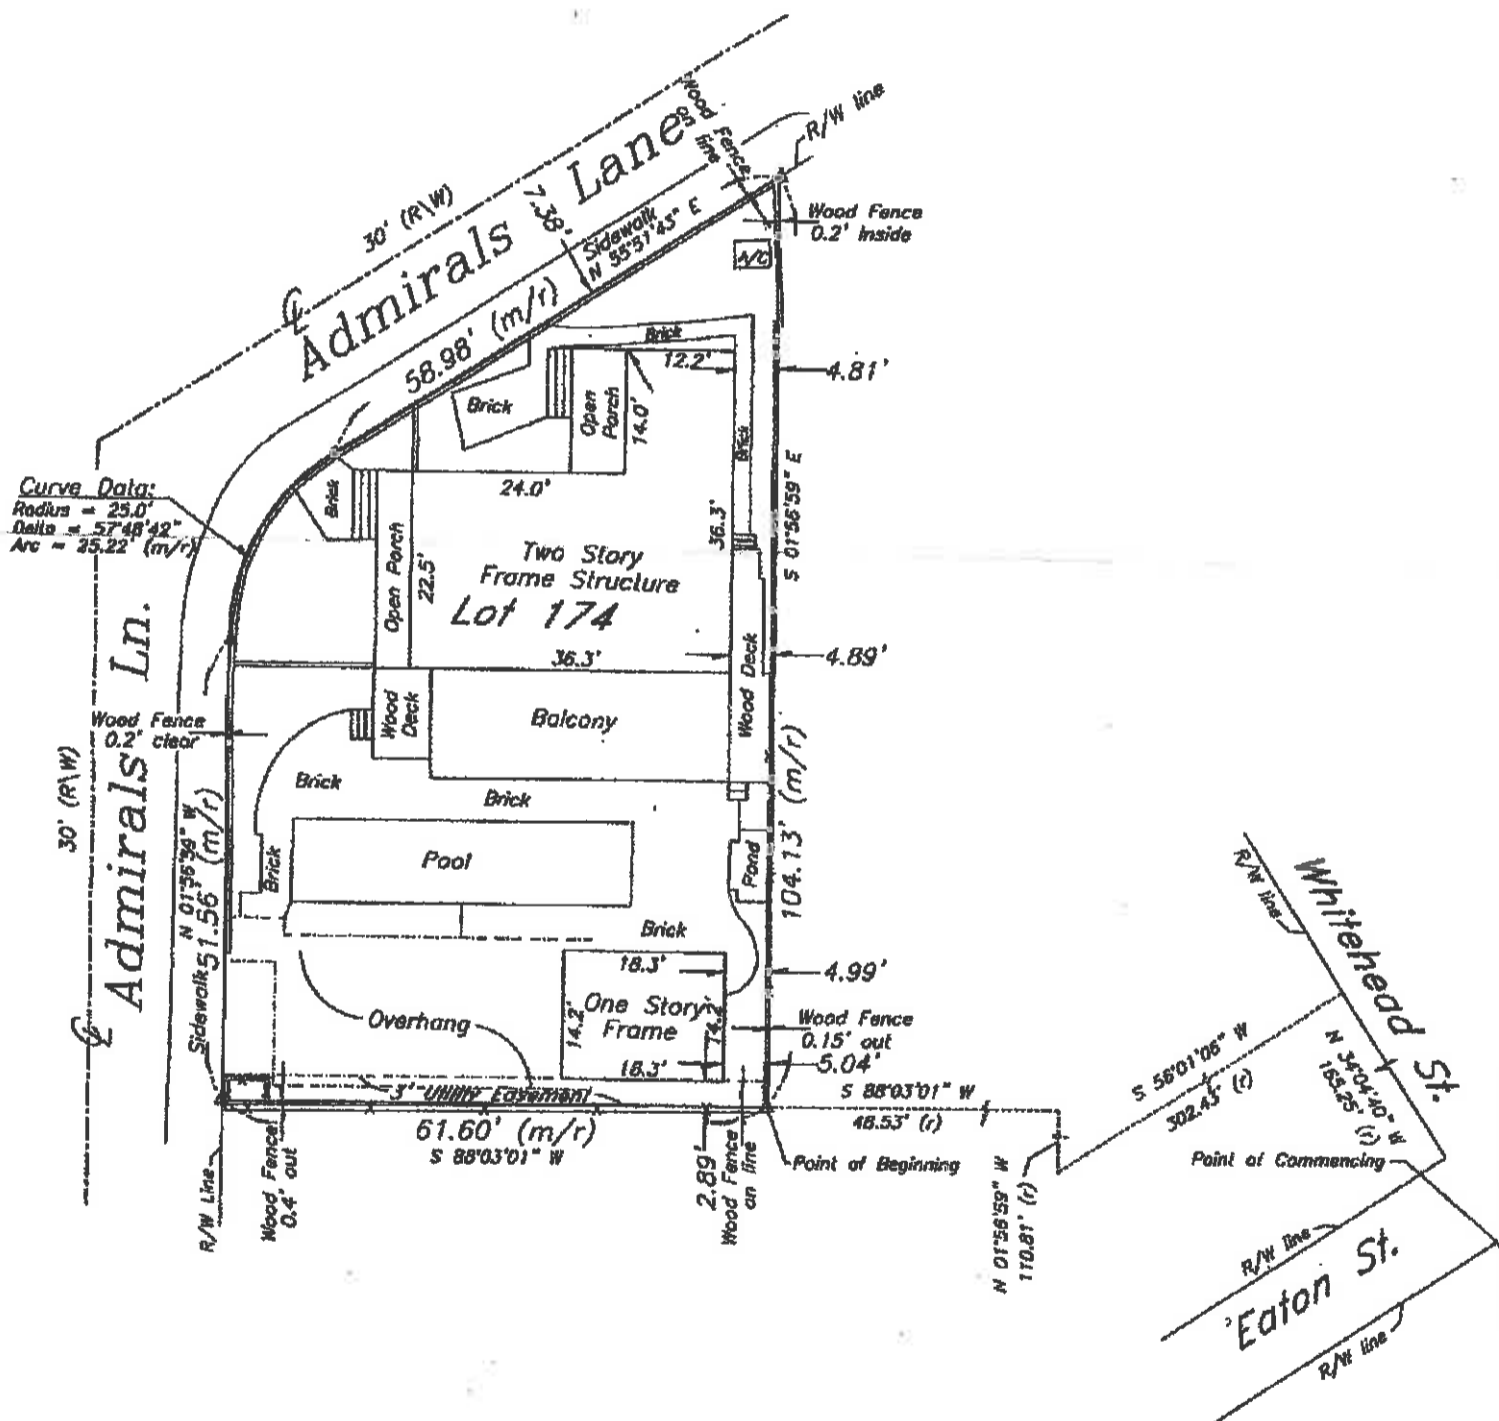 Admirals Lane
30' (R\W)
℄
7.38'
Sidewalk
N 55°51'43" E
58.98' (m/r)
Wood Fence
on line
R/W line
Wood Fence
0.2' Inside
A/C
Brick
12.2'
4.81'
Brick
Open
Porch
14.0'
Brick
S 01°56'59" E
Curve Data:
Radius = 25.0'
Delta = 57°48'42"
Arc = 25.22' (m/r)
Brick
24.0'
36.3'
Open Porch
22.5'
Two Story
Frame Structure
Lot 174
36.3'
4.89'
Wood Deck
Admirals Ln.
30' (R\W)
℄
Wood Fence
0.2' clear
Wood
Deck
Balcony
104.13' (m/r)
Brick
Brick
N 01°56'34" W
51.56' (m/r)
Sidewalk
Brick
Pool
Pond
Brick
18.3'
4.99'
14.2'
One Story
Frame
14.2'
18.3'
Overhang
Wood Fence
0.15' out
5.04'
3' Utility Easement
S 88°03'01" W
48.53' (r)
61.60' (m/r)
S 88°03'01" W
R/W Line
Wood Fence
0.4' out
2.89'
Wood Fence
on line
Point of Beginning
N 01°56'59" W
110.81' (r)
R/W line
Whitehead St.
S 56°01'06" W
302.43' (r)
N 34°04'40" W
165.25' (r)
Point of Commencing
R/W line
Eaton St.
R/W line